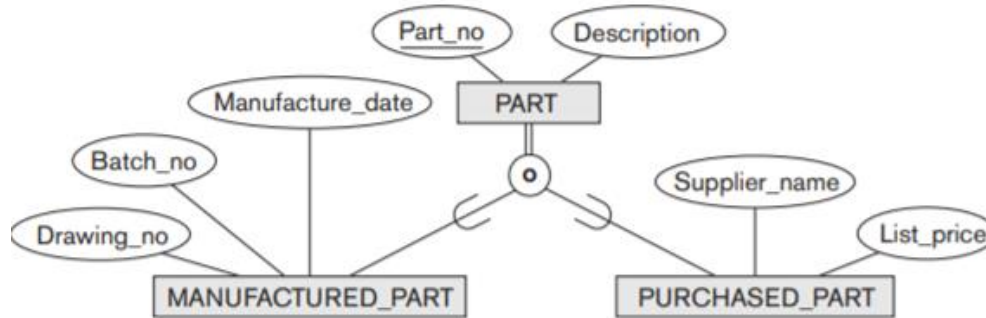 Part_no
Description
PART
Manufacture_date
Batch_no
Drawing_no
o
Supplier_name
List_price
MANUFACTURED_PART
PURCHASED_PART